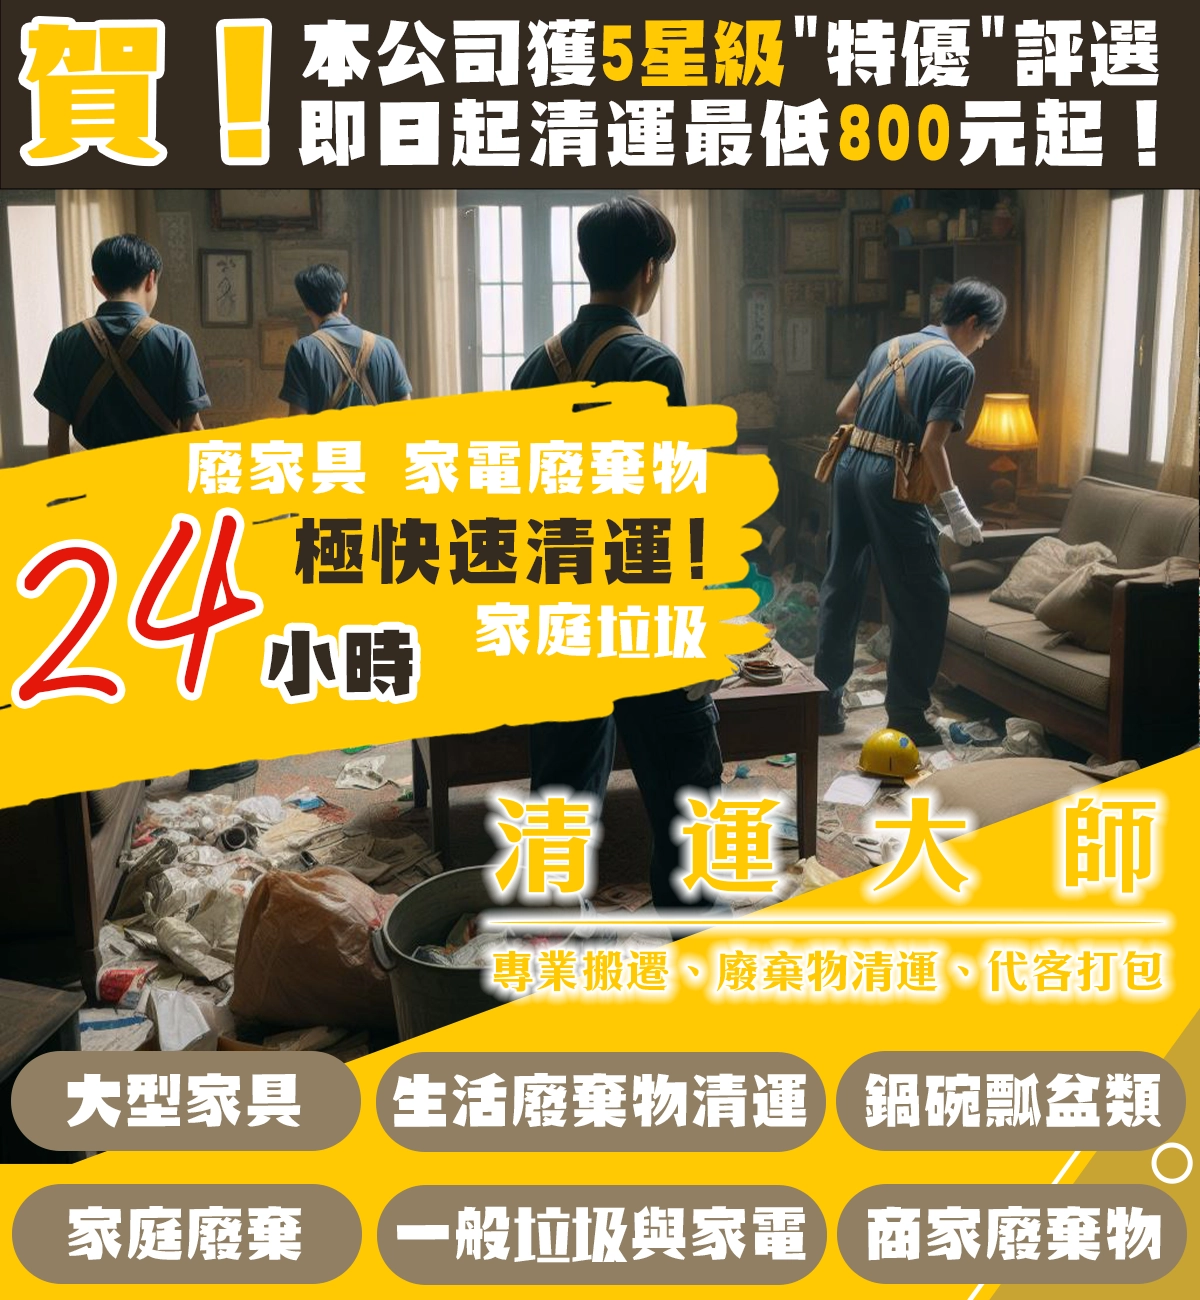 賀！
本公司獲5星級"特優"評選
即日起清運最低800元起！
廢家具 家電廢棄物
極快速清運!
24小時
家庭垃圾
清運大師
專業搬遷、廢棄物清運、代客打包
大型家具
生活廢棄物清運
鍋碗瓢盆類
家庭廢棄
一般垃圾與家電
商家廢棄物